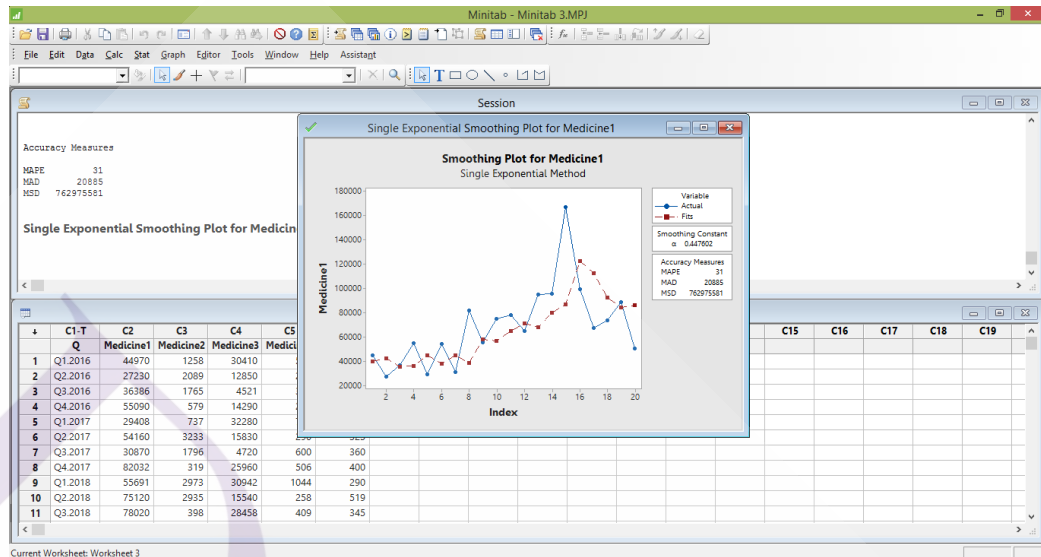 Minitab - Minitab 3.MPJ
File Edit Data Calc Stat Graph Editor Tools Window Help Assistant
Session
Accuracy Measures
MAPE 31
MAD 20885
MSD 762975581
Single Exponential Smoothing Plot for Medicin
Single Exponential Smoothing Plot for Medicine1
Smoothing Plot for Medicine1
Single Exponential Method
180000
160000
140000
120000
100000
80000
60000
40000
20000
Medicine1
2 4 6 8 10 12 14 16 18 20
Index
Variable
Actual
Fits
Smoothing Constant
α 0.447602
Accuracy Measures
MAPE 31
MAD 20885
MSD 762975581
C1-T C2 C3 C4 C5 C15 C16 C17 C18 C19
Q Medicine1 Medicine2 Medicine3 Medici
1 Q1.2016 44970 1258 30410
2 Q2.2016 27230 2089 12850
3 Q3.2016 36386 1765 4521
4 Q4.2016 55090 579 14290
5 Q1.2017 29408 737 32280
6 Q2.2017 54160 3233 15830
7 Q3.2017 30870 1796 4720 600 360
8 Q4.2017 82032 319 25960 506 400
9 Q1.2018 55691 2973 30942 1044 290
10 Q2.2018 75120 2935 15540 258 519
11 Q3.2018 78020 398 28458 409 345
Current Worksheet: Worksheet 3